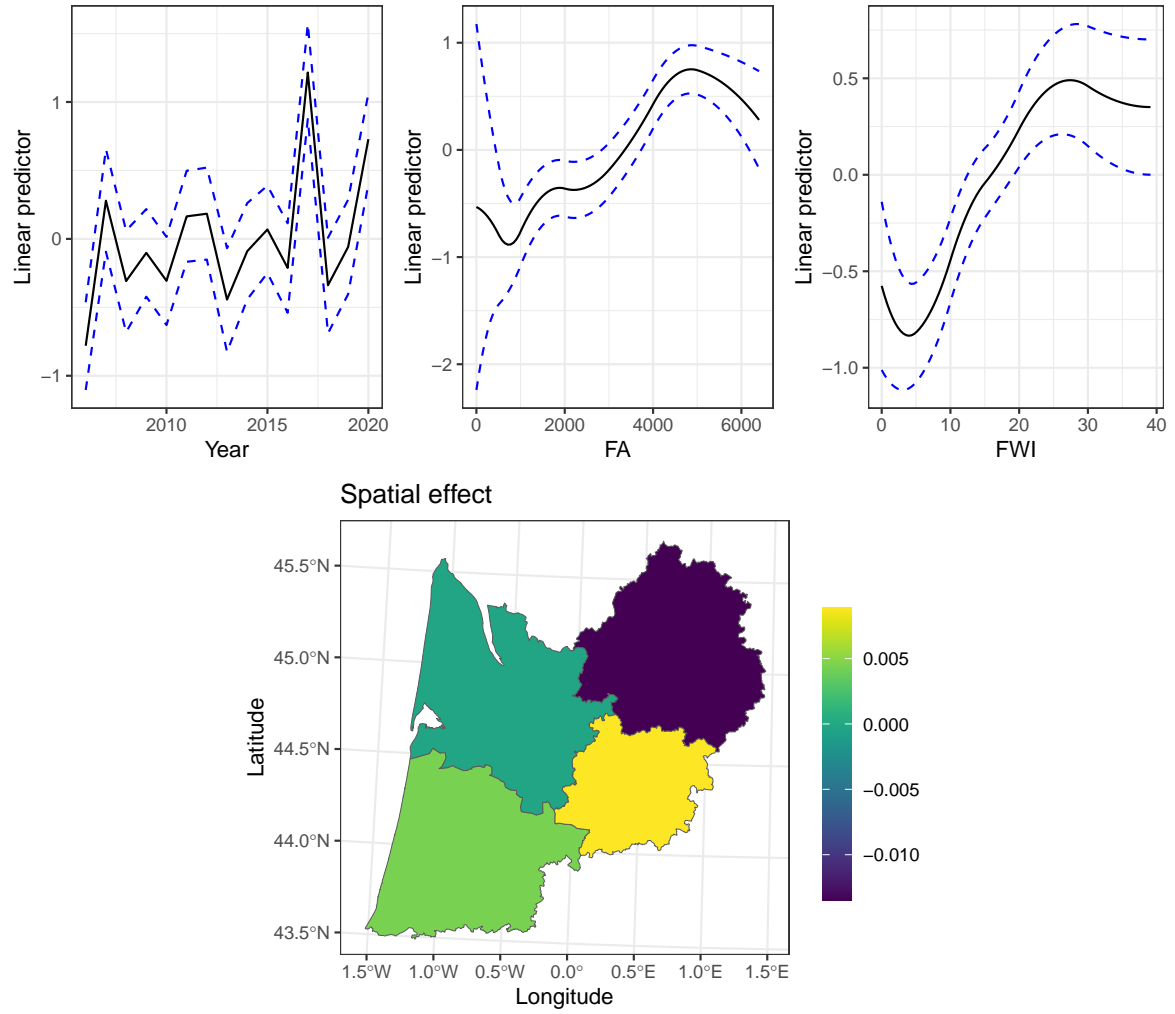 Linear predictor
1
0
−1
2010
2015
2020
Year
Linear predictor
1
0
−1
−2
0
2000
4000
6000
FA
Linear predictor
0.5
0.0
−0.5
−1.0
0
10
20
30
40
FWI
Spatial effect
Latitude
45.5°N
45.0°N
44.5°N
44.0°N
43.5°N
1.5°W
1.0°W
0.5°W
0.0°
0.5°E
1.0°E
1.5°E
Longitude
0.005
0.000
−0.005
−0.010